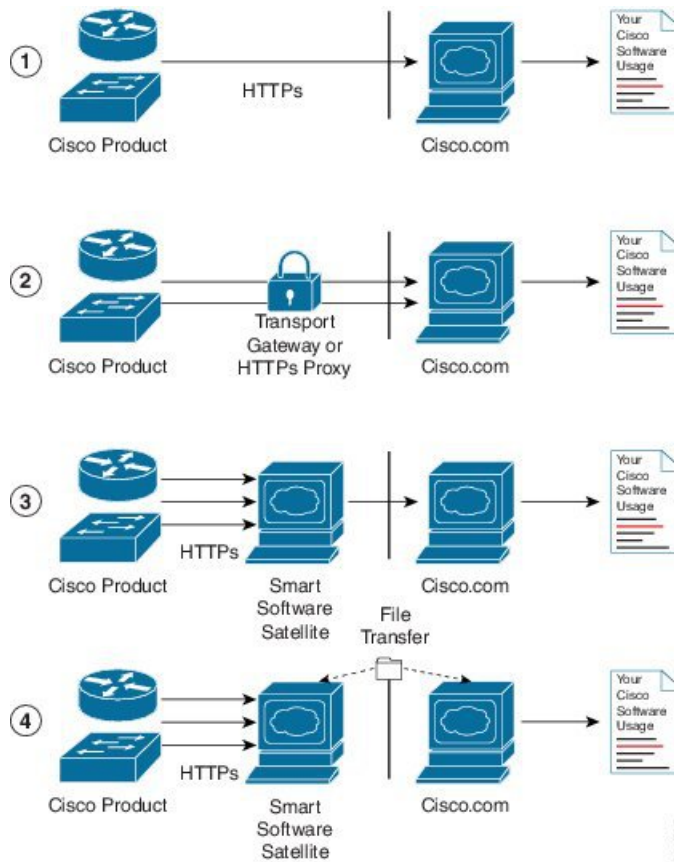 Your
Cisco
Software
Usage
1
HTTPs
Cisco Product
Cisco.com
Your
Cisco
Software
Usage
2
Transport
Gateway or
HTTPs Proxy
Cisco Product
Cisco.com
Your
Cisco
Software
Usage
3
HTTPs
Cisco Product
Smart
Software
Satellite
Cisco.com
File
Transfer
Your
Cisco
Software
Usage
4
HTTPs
Cisco Product
Smart
Software
Satellite
Cisco.com